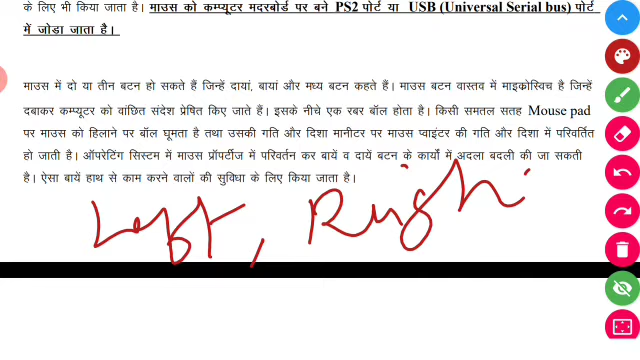 के लिए भी किया जाता है। माउस को कम्प्यूटर मदरबोर्ड पर बने PS2 पोर्ट या USB (Universal Serial bus) पोर्ट
में जोडा जाता है।
माउस में दो या तीन बटन हो सकते हैं जिन्हें दायां, बायां और मध्य बटन कहते हैं। माउस बटन वास्तव में माइक्रोस्विच है जिन्हें
दबाकर कम्प्यूटर को वांछित संदेश प्रेषित किए जाते हैं। इसके नीचे एक रबर बॉल होता है। किसी समतल सतह Mouse pad
पर माउस को हिलाने पर बॉल घूमता है तथा उसकी गति और दिशा मानीटर पर माउस प्वाइंटर की गति और दिशा में परिवर्तित
हो जाती है। ऑपरेटिंग सिस्टम में माउस प्रॉपर्टीज में परिवर्तन कर बायें व दायें बटन के कार्यों में अदला बदली की जा सकती
है। ऐसा बायें हाथ से काम करने वालों की सुविधा के लिए किया जाता है।
Left, Righ